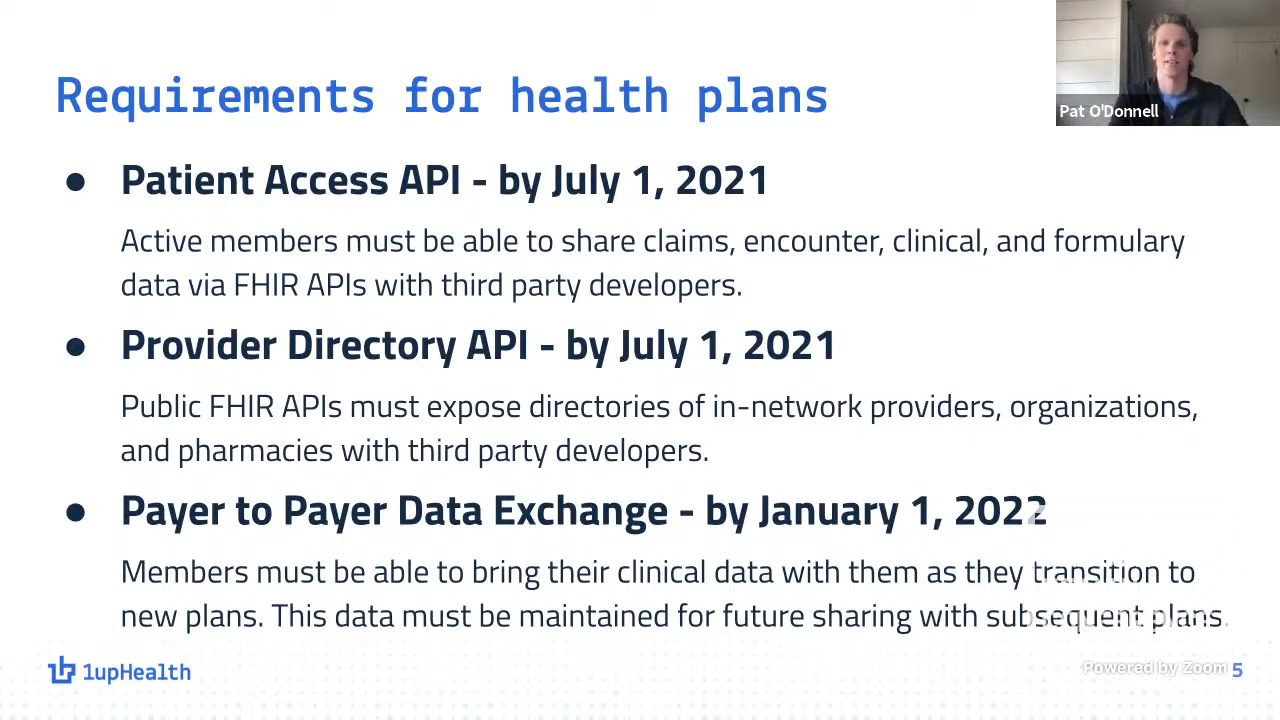 Requirements for health plans
Pat O'Donnell
● Patient Access API - by July 1, 2021
Active members must be able to share claims, encounter, clinical, and formulary
data via FHIR APIs with third party developers.
● Provider Directory API - by July 1, 2021
Public FHIR APIs must expose directories of in-network providers, organizations,
and pharmacies with third party developers.
● Payer to Payer Data Exchange - by January 1, 2022
Members must be able to bring their clinical data with them as they transition to
new plans. This data must be maintained for future sharing with subsequent plans.
1upHealth
Powered by Zoom 5